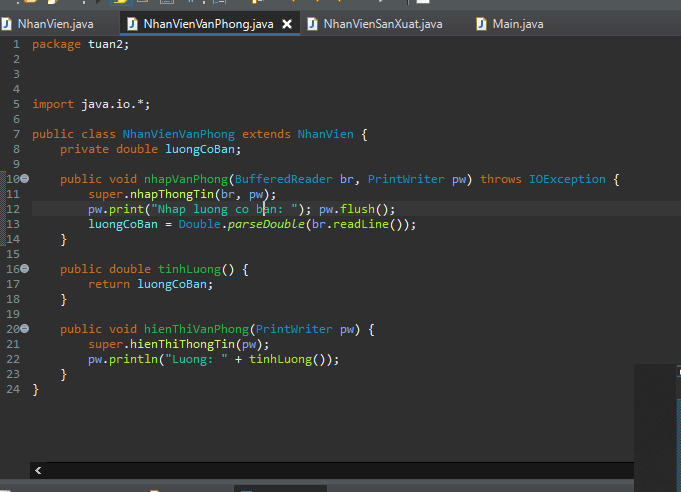 NhanVien.java NhanVienVanPhong.java NhanVienSanXuat.java Main.java
1 package tuan2;
2
3
4
5 import java.io.*;
6
7 public class NhanVienVanPhong extends NhanVien {
8 private double luongCoBan;
9
10 public void nhapVanPhong(BufferedReader br, PrintWriter pw) throws IOException {
11 super.nhapThongTin(br, pw);
12 pw.print("Nhap luong co ban: "); pw.flush();
13 luongCoBan = Double.parseDouble(br.readLine());
14 }
15
16 public double tinhLuong() {
17 return luongCoBan;
18 }
19
20 public void hienThiVanPhong(PrintWriter pw) {
21 super.hienThiThongTin(pw);
22 pw.println("Luong: " + tinhLuong());
23 }
24 }